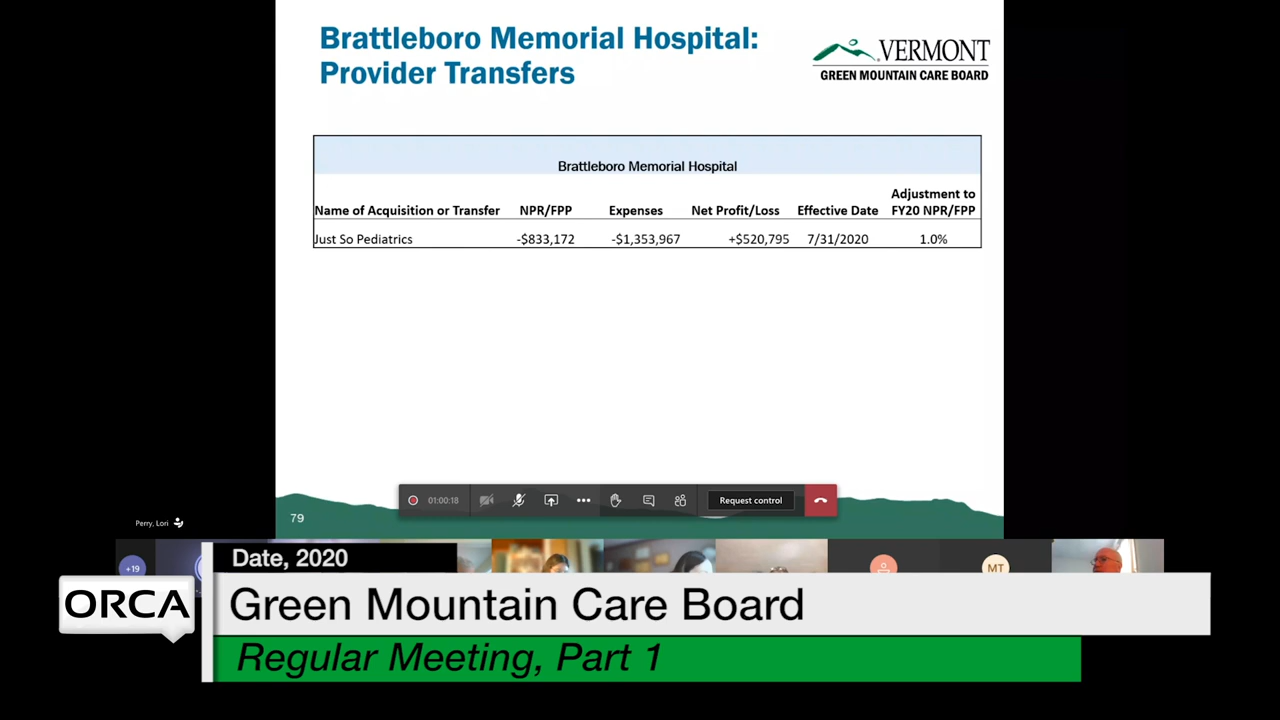 Brattleboro Memorial Hospital:
Provider Transfers
VERMONT
GREEN MOUNTAIN CARE BOARD
Brattleboro Memorial Hospital
Name of Acquisition or Transfer NPR/FPP Expenses Net Profit/Loss Effective Date Adjustment to FY20 NPR/FPP
Just So Pediatrics -$833,172 -$1,353,967 +$520,795 7/31/2020 1.0%
01:00:18 Request control
79
Perry, Lori
+19 MT
Date, 2020
ORCA
Green Mountain Care Board
Regular Meeting, Part 1